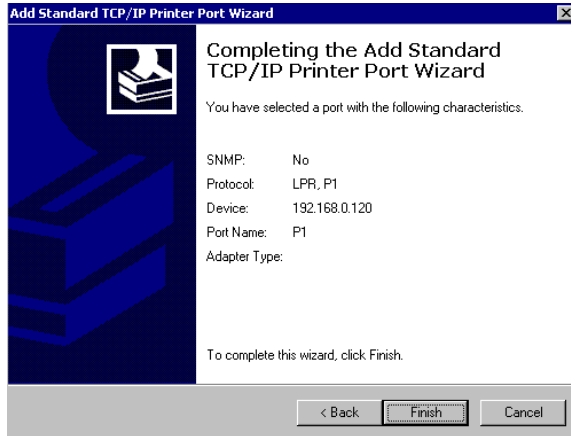 Add Standard TCP/IP Printer Port Wizard
Completing the Add Standard
TCP/IP Printer Port Wizard
You have selected a port with the following characteristics.
SNMP: No
Protocol: LPR, P1
Device: 192.168.0.120
Port Name: P1
Adapter Type:
To complete this wizard, click Finish.
< Back Finish Cancel